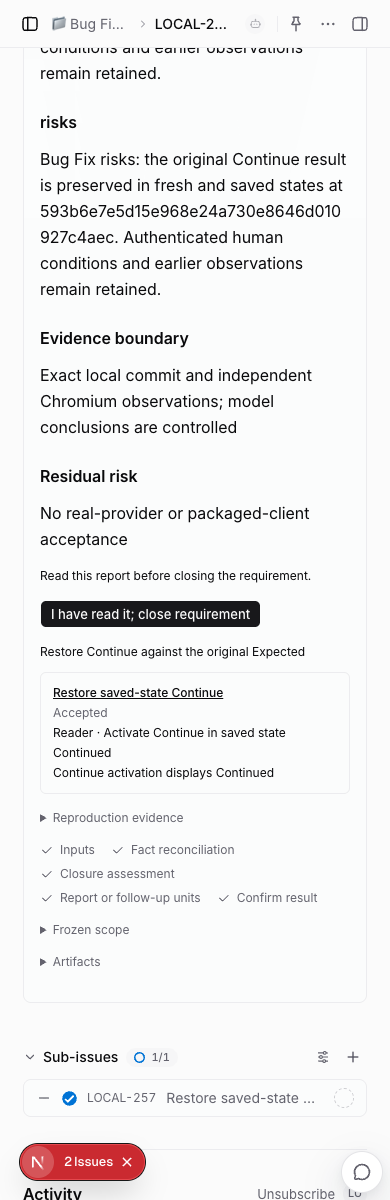 Bug Fi...
LOCAL-2...
conditions and earlier observations
remain retained.
risks
Bug Fix risks: the original Continue result
is preserved in fresh and saved states at
593b6e7e5d15e968e24a730e8646d010
927c4aec. Authenticated human
conditions and earlier observations
remain retained.
Evidence boundary
Exact local commit and independent
Chromium observations; model
conclusions are controlled
Residual risk
No real-provider or packaged-client
acceptance
Read this report before closing the requirement.
I have read it; close requirement
Restore Continue against the original Expected
Restore saved-state Continue
Accepted
Reader · Activate Continue in saved state
Continued
Continue activation displays Continued
Reproduction evidence
Inputs Fact reconciliation
Closure assessment
Report or follow-up units Confirm result
Frozen scope
Artifacts
Sub-issues 1/1
LOCAL-257 Restore saved-state ...
N 2 Issues
Activity Unsubscribe Lo